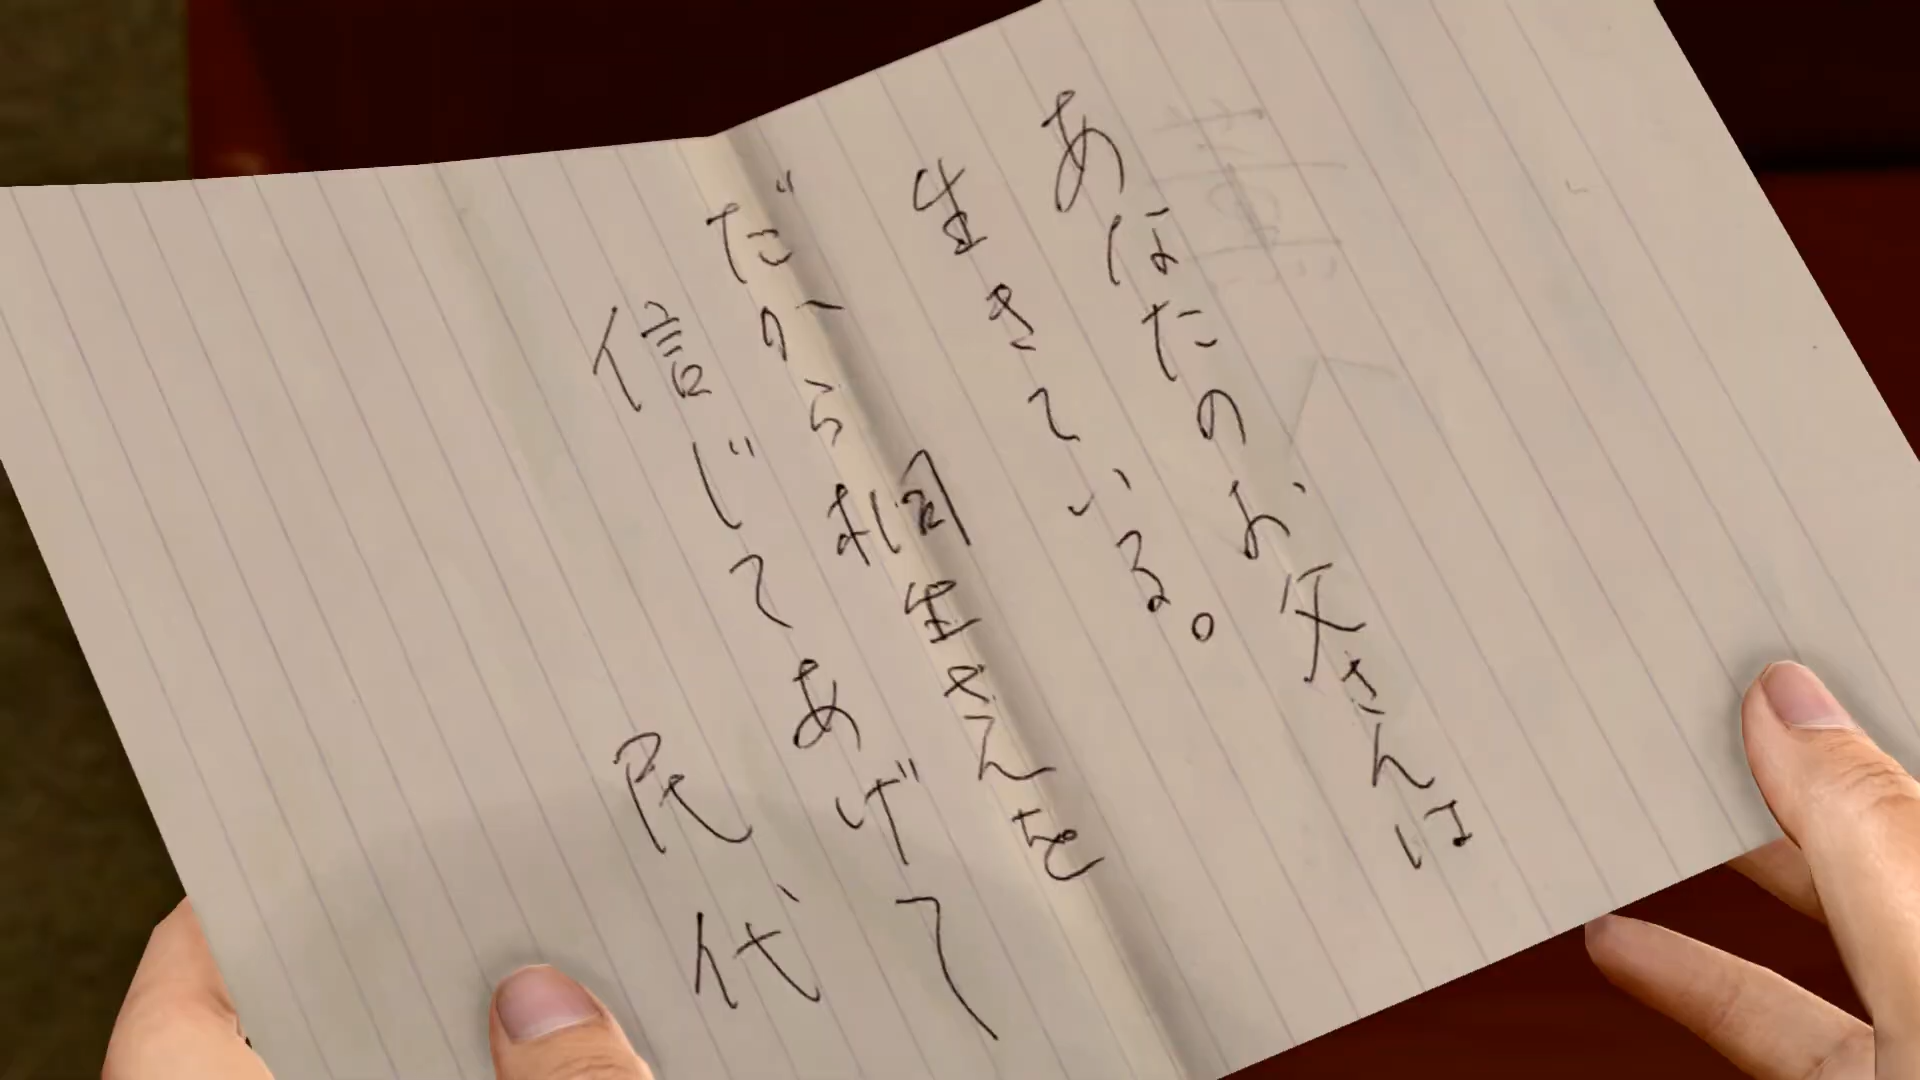 あなたのお父さんは
生きている。
だから桐生さんを
信じてあげて
民代